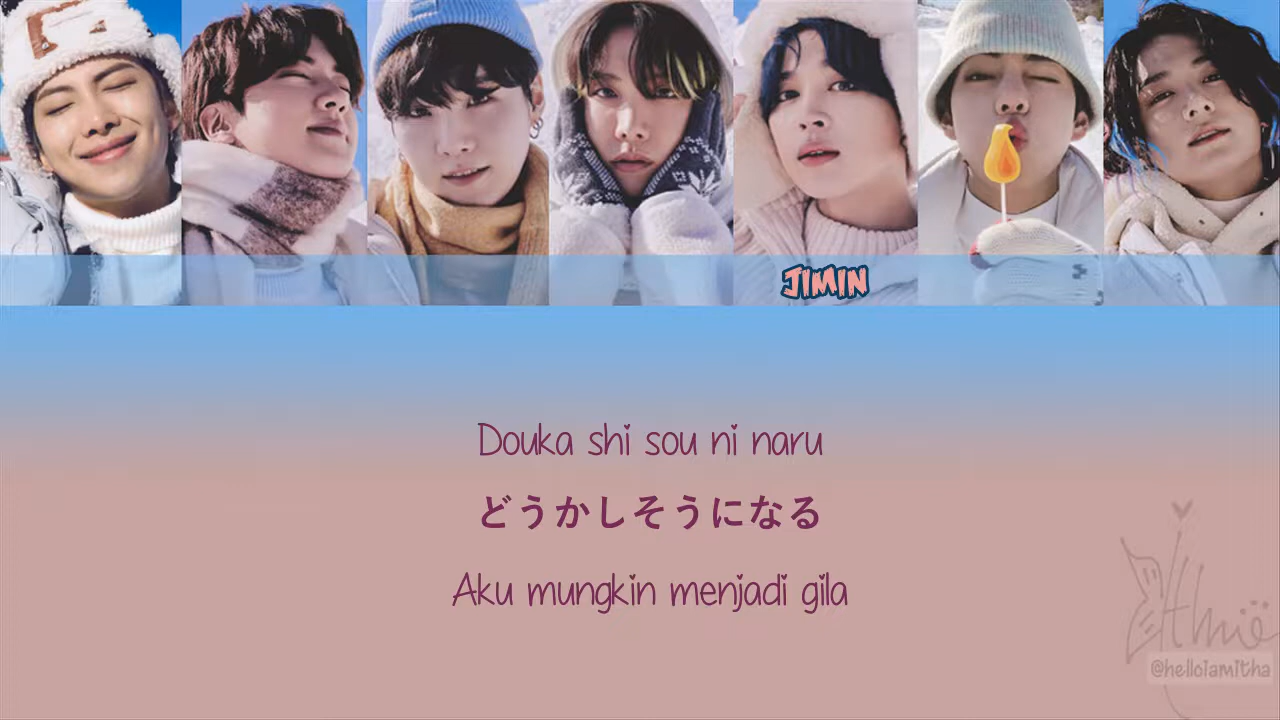 JIMIN
Douka shi sou ni naru
どうかしそうになる
Aku mungkin menjadi gila
@helloiamitha